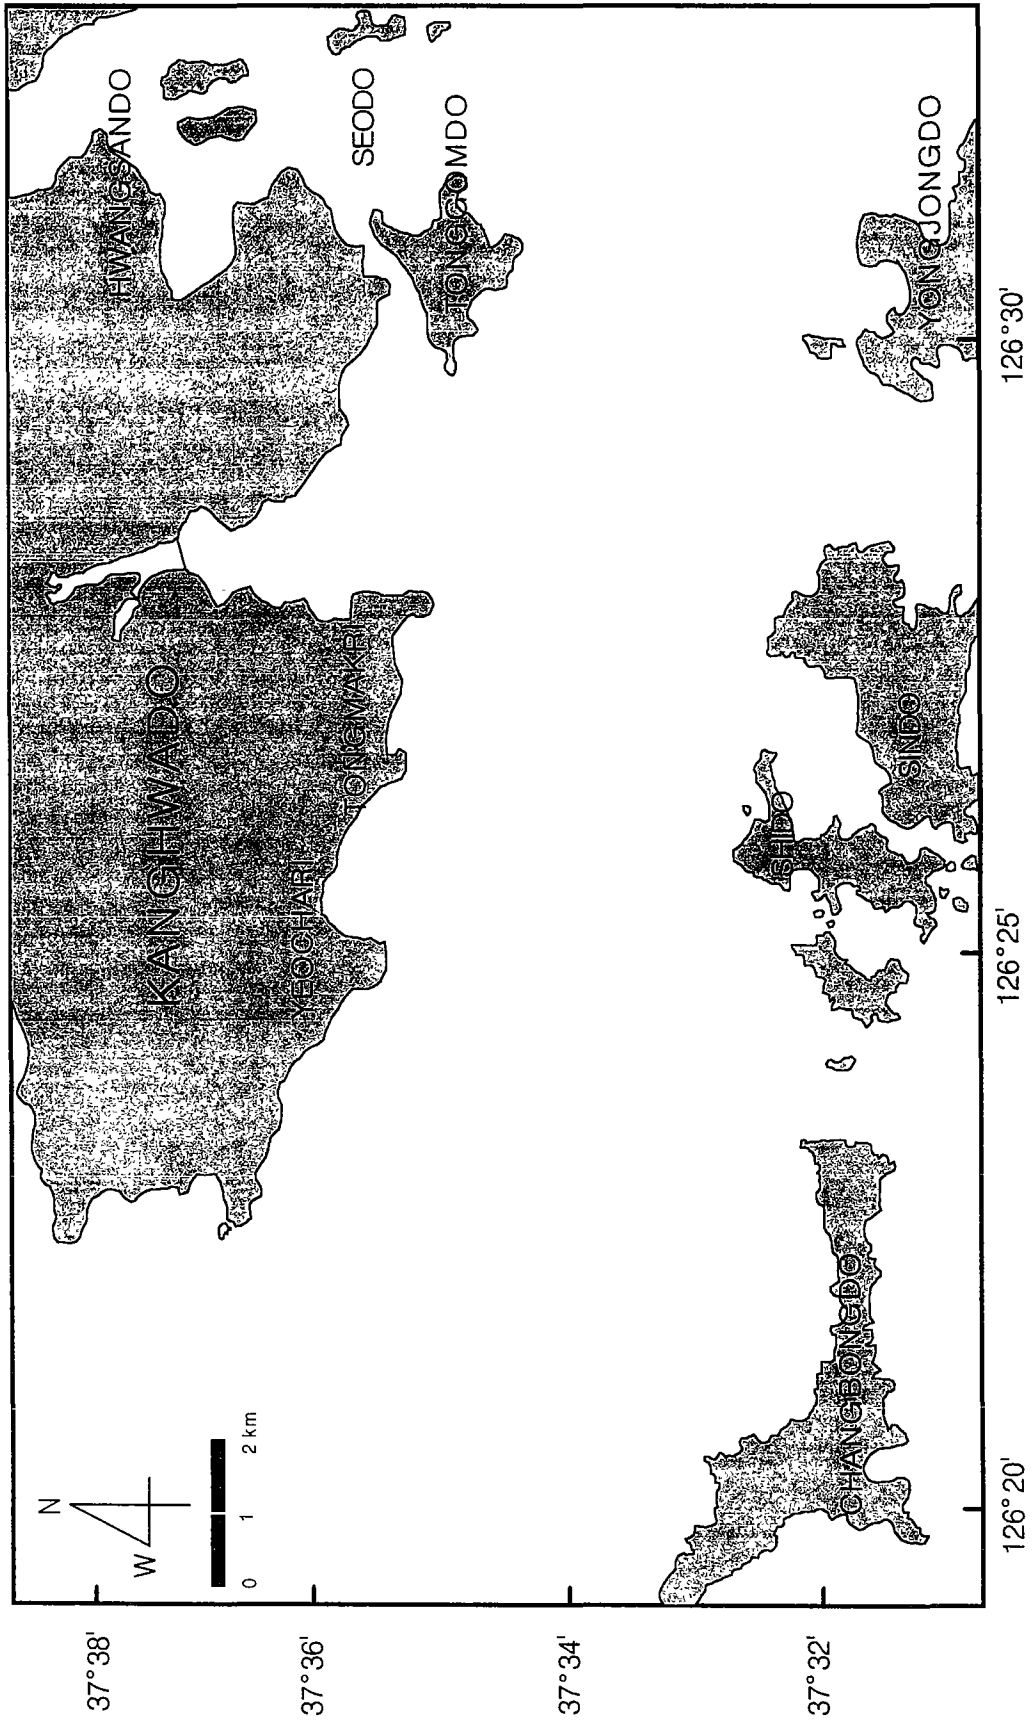 N
W
0 1 2 km
HWANGSANDO
KANGHWADO
SEODO
TONGMAKRI
YEOCHARI
TONGGOMDO
SHIDO
SINDO
CHANGBONGDO
YONGJONGDO
37°38'
37°36'
37°34'
37°32'
126°20'
126°25'
126°30'